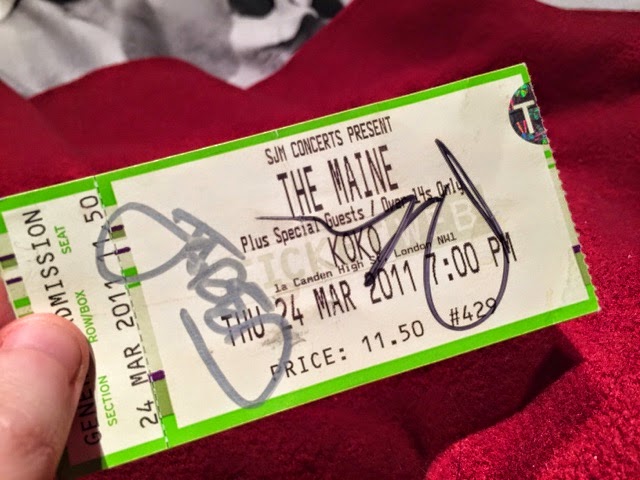 SJM CONCERTS PRESENT
THE MAINE
Plus Special Guests / Over 14s Only
KOKO
1a Camden High St, London NW1
THU 24 MAR 2011 7:00 PM
PRICE: 11.50 #429
SECTION ROW/BOX SEAT
24 MAR 2011 11.50
T